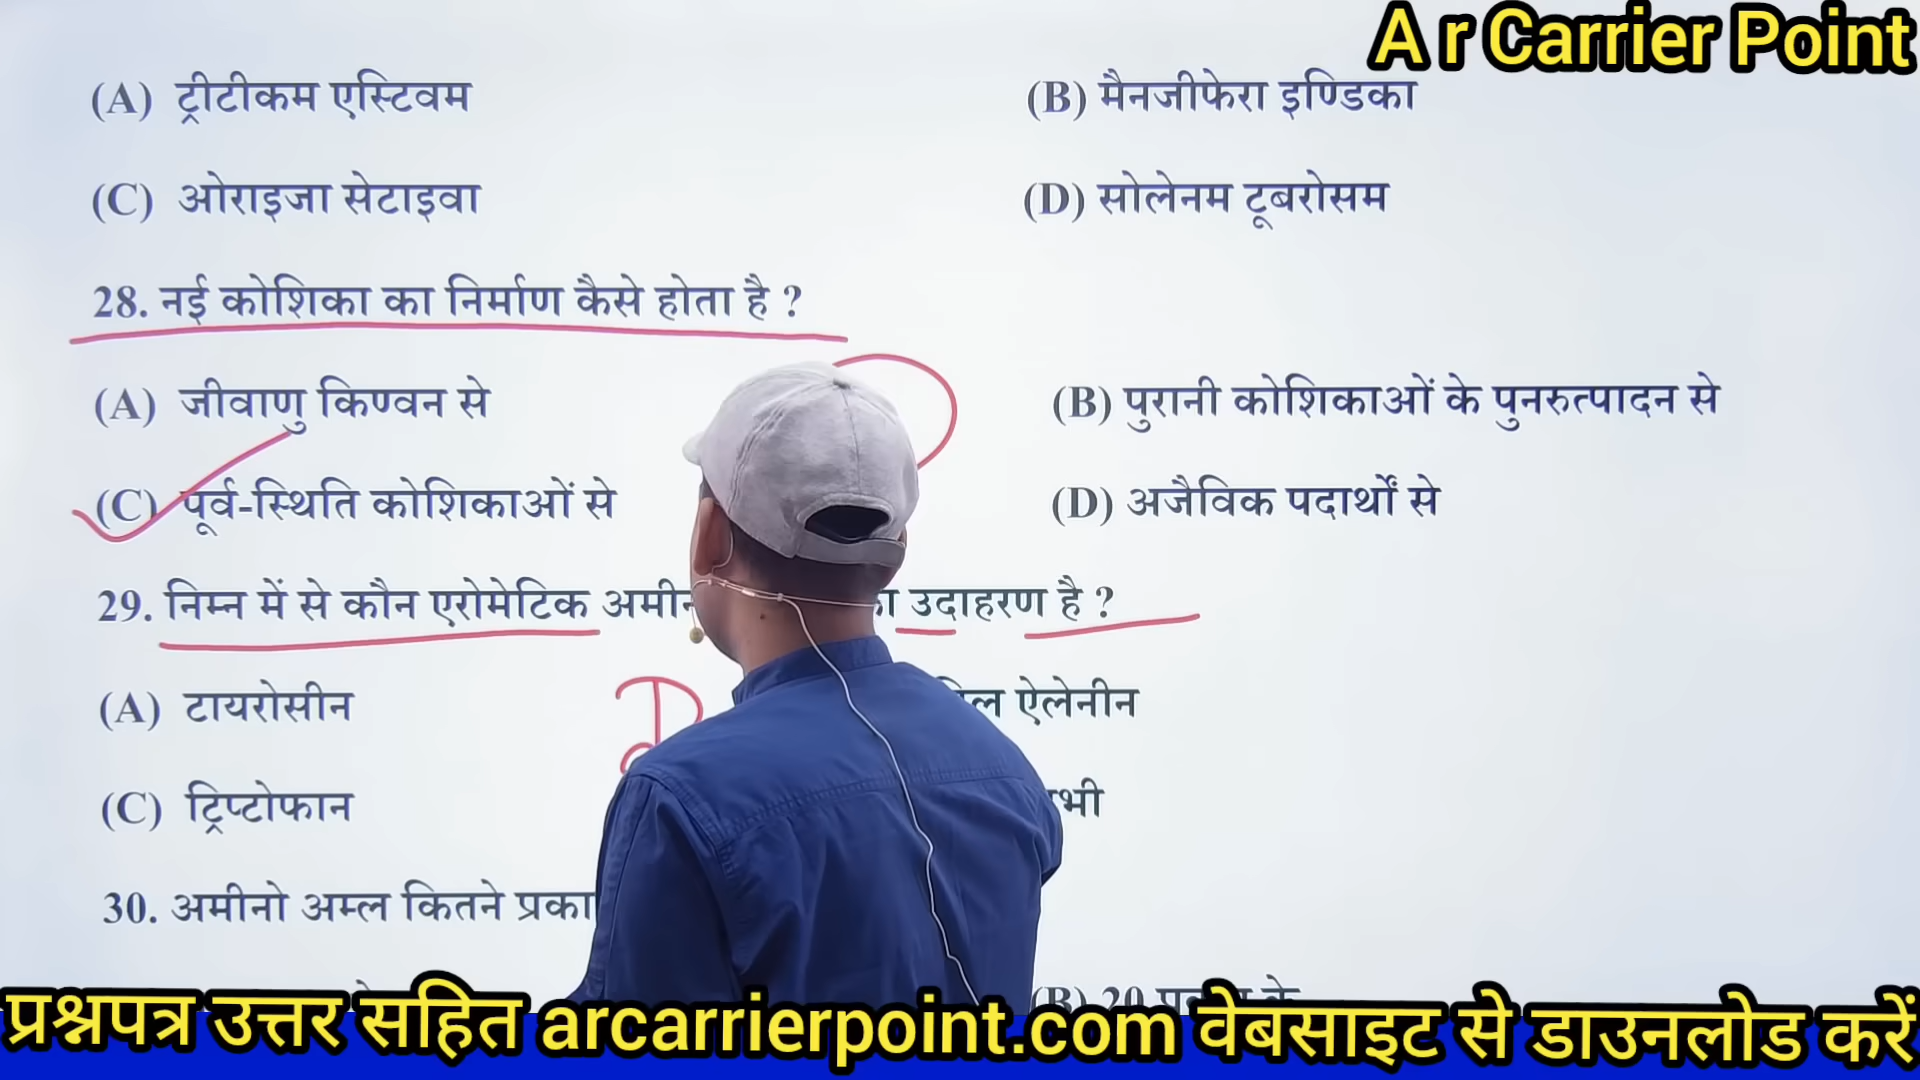 A r Carrier Point
(A) ट्रीटीकम एस्टिवम
(B) मैनजीफेरा इण्डिका
(C) ओराइजा सेटाइवा
(D) सोलेनम टूबरोसम
28. नई कोशिका का निर्माण कैसे होता है ?
(A) जीवाणु किण्वन से
(B) पुरानी कोशिकाओं के पुनरुत्पादन से
(C) पूर्व-स्थिति कोशिकाओं से
(D) अजैविक पदार्थों से
29. निम्न में से कौन एरोमेटिक उदाहरण है ?
(A) टायरोसीन
ऐलेनीन
D
(C) ट्रिप्टोफान
30. अमीनो अम्ल कितने
(B) 20
प्रश्नपत्र उत्तर सहित arcarrierpoint.com वेबसाइट से डाउनलोड करें